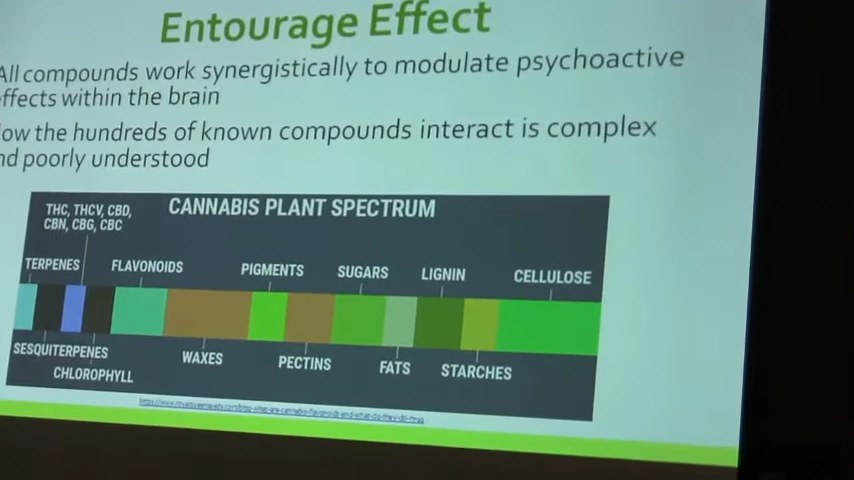 Entourage Effect
All compounds work synergistically to modulate psychoactive
effects within the brain
the hundreds of known compounds interact is complex
poorly understood
CANNABIS PLANT SPECTRUM
THC, THCV, CBD,
CBN, CBG, CBC
TERPENES
FLAVONOIDS
PIGMENTS
SUGARS
LIGNIN
CELLULOSE
SESQUITERPENES
CHLOROPHYLL
WAXES
PECTINS
FATS
STARCHES